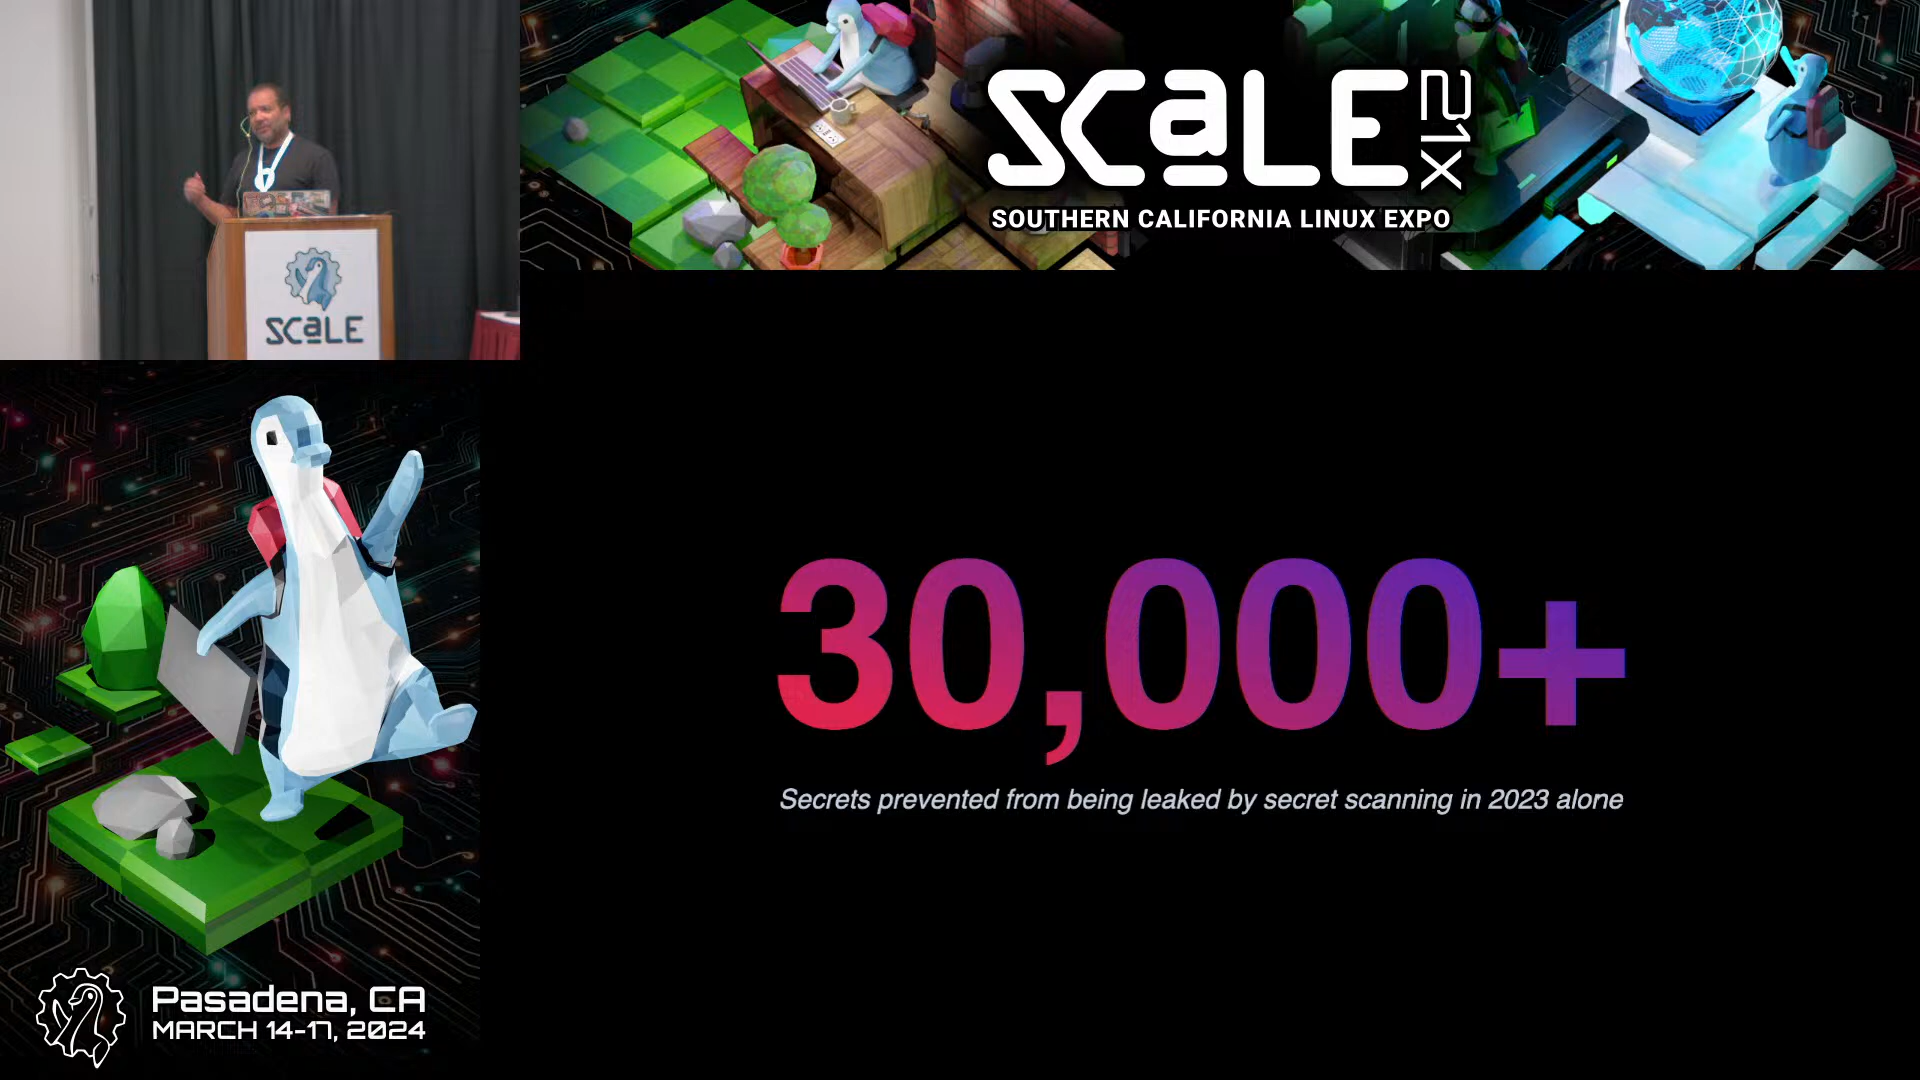 SCaLE 21X
SOUTHERN CALIFORNIA LINUX EXPO
SCaLE
30,000+
Secrets prevented from being leaked by secret scanning in 2023 alone
Pasadena, CA
MARCH 14-17, 2024